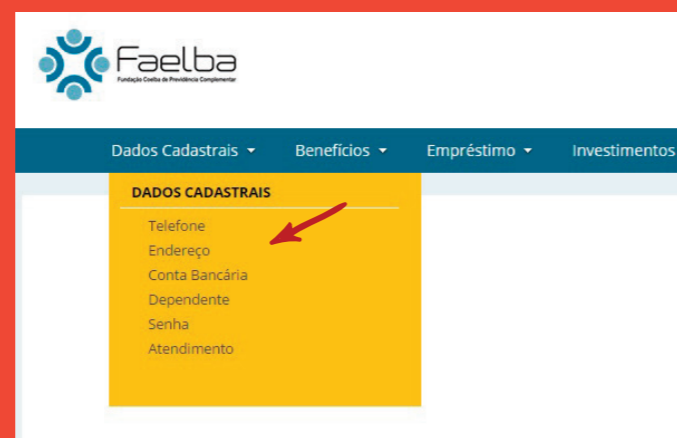 Faelba
Fundação Coelba de Previdência Complementar
Dados Cadastrais Benefícios Empréstimo Investimentos
DADOS CADASTRAIS
Telefone
Endereço
Conta Bancária
Dependente
Senha
Atendimento